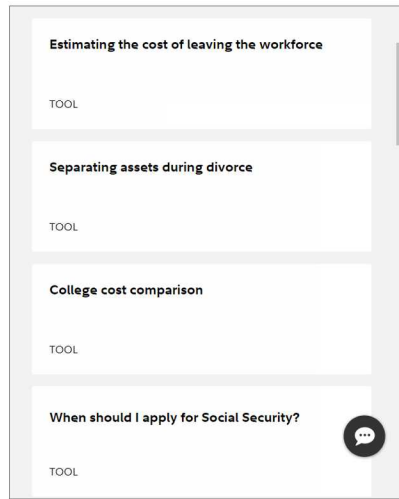 Estimating the cost of leaving the workforce
TOOL
Separating assets during divorce
TOOL
College cost comparison
TOOL
When should I apply for Social Security?
TOOL